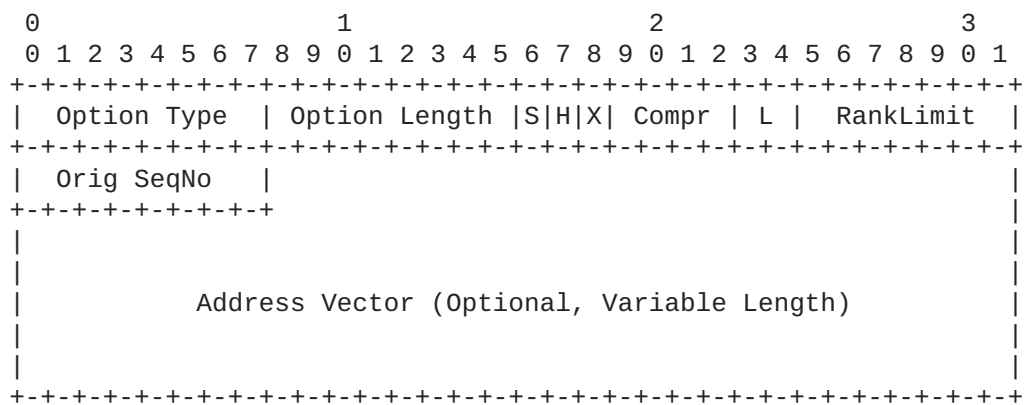 0                   1                   2                   3
 0 1 2 3 4 5 6 7 8 9 0 1 2 3 4 5 6 7 8 9 0 1 2 3 4 5 6 7 8 9 0 1
+-+-+-+-+-+-+-+-+-+-+-+-+-+-+-+-+-+-+-+-+-+-+-+-+-+-+-+-+-+-+-+-+
|  Option Type  | Option Length |S|H|X| Compr | L |  RankLimit  |
+-+-+-+-+-+-+-+-+-+-+-+-+-+-+-+-+-+-+-+-+-+-+-+-+-+-+-+-+-+-+-+-+
|  Orig SeqNo   |                                               |
+-+-+-+-+-+-+-+-+                                               |
|                                                               |
|                                                               |
|           Address Vector (Optional, Variable Length)          |
|                                                               |
|                                                               |
+-+-+-+-+-+-+-+-+-+-+-+-+-+-+-+-+-+-+-+-+-+-+-+-+-+-+-+-+-+-+-+-+